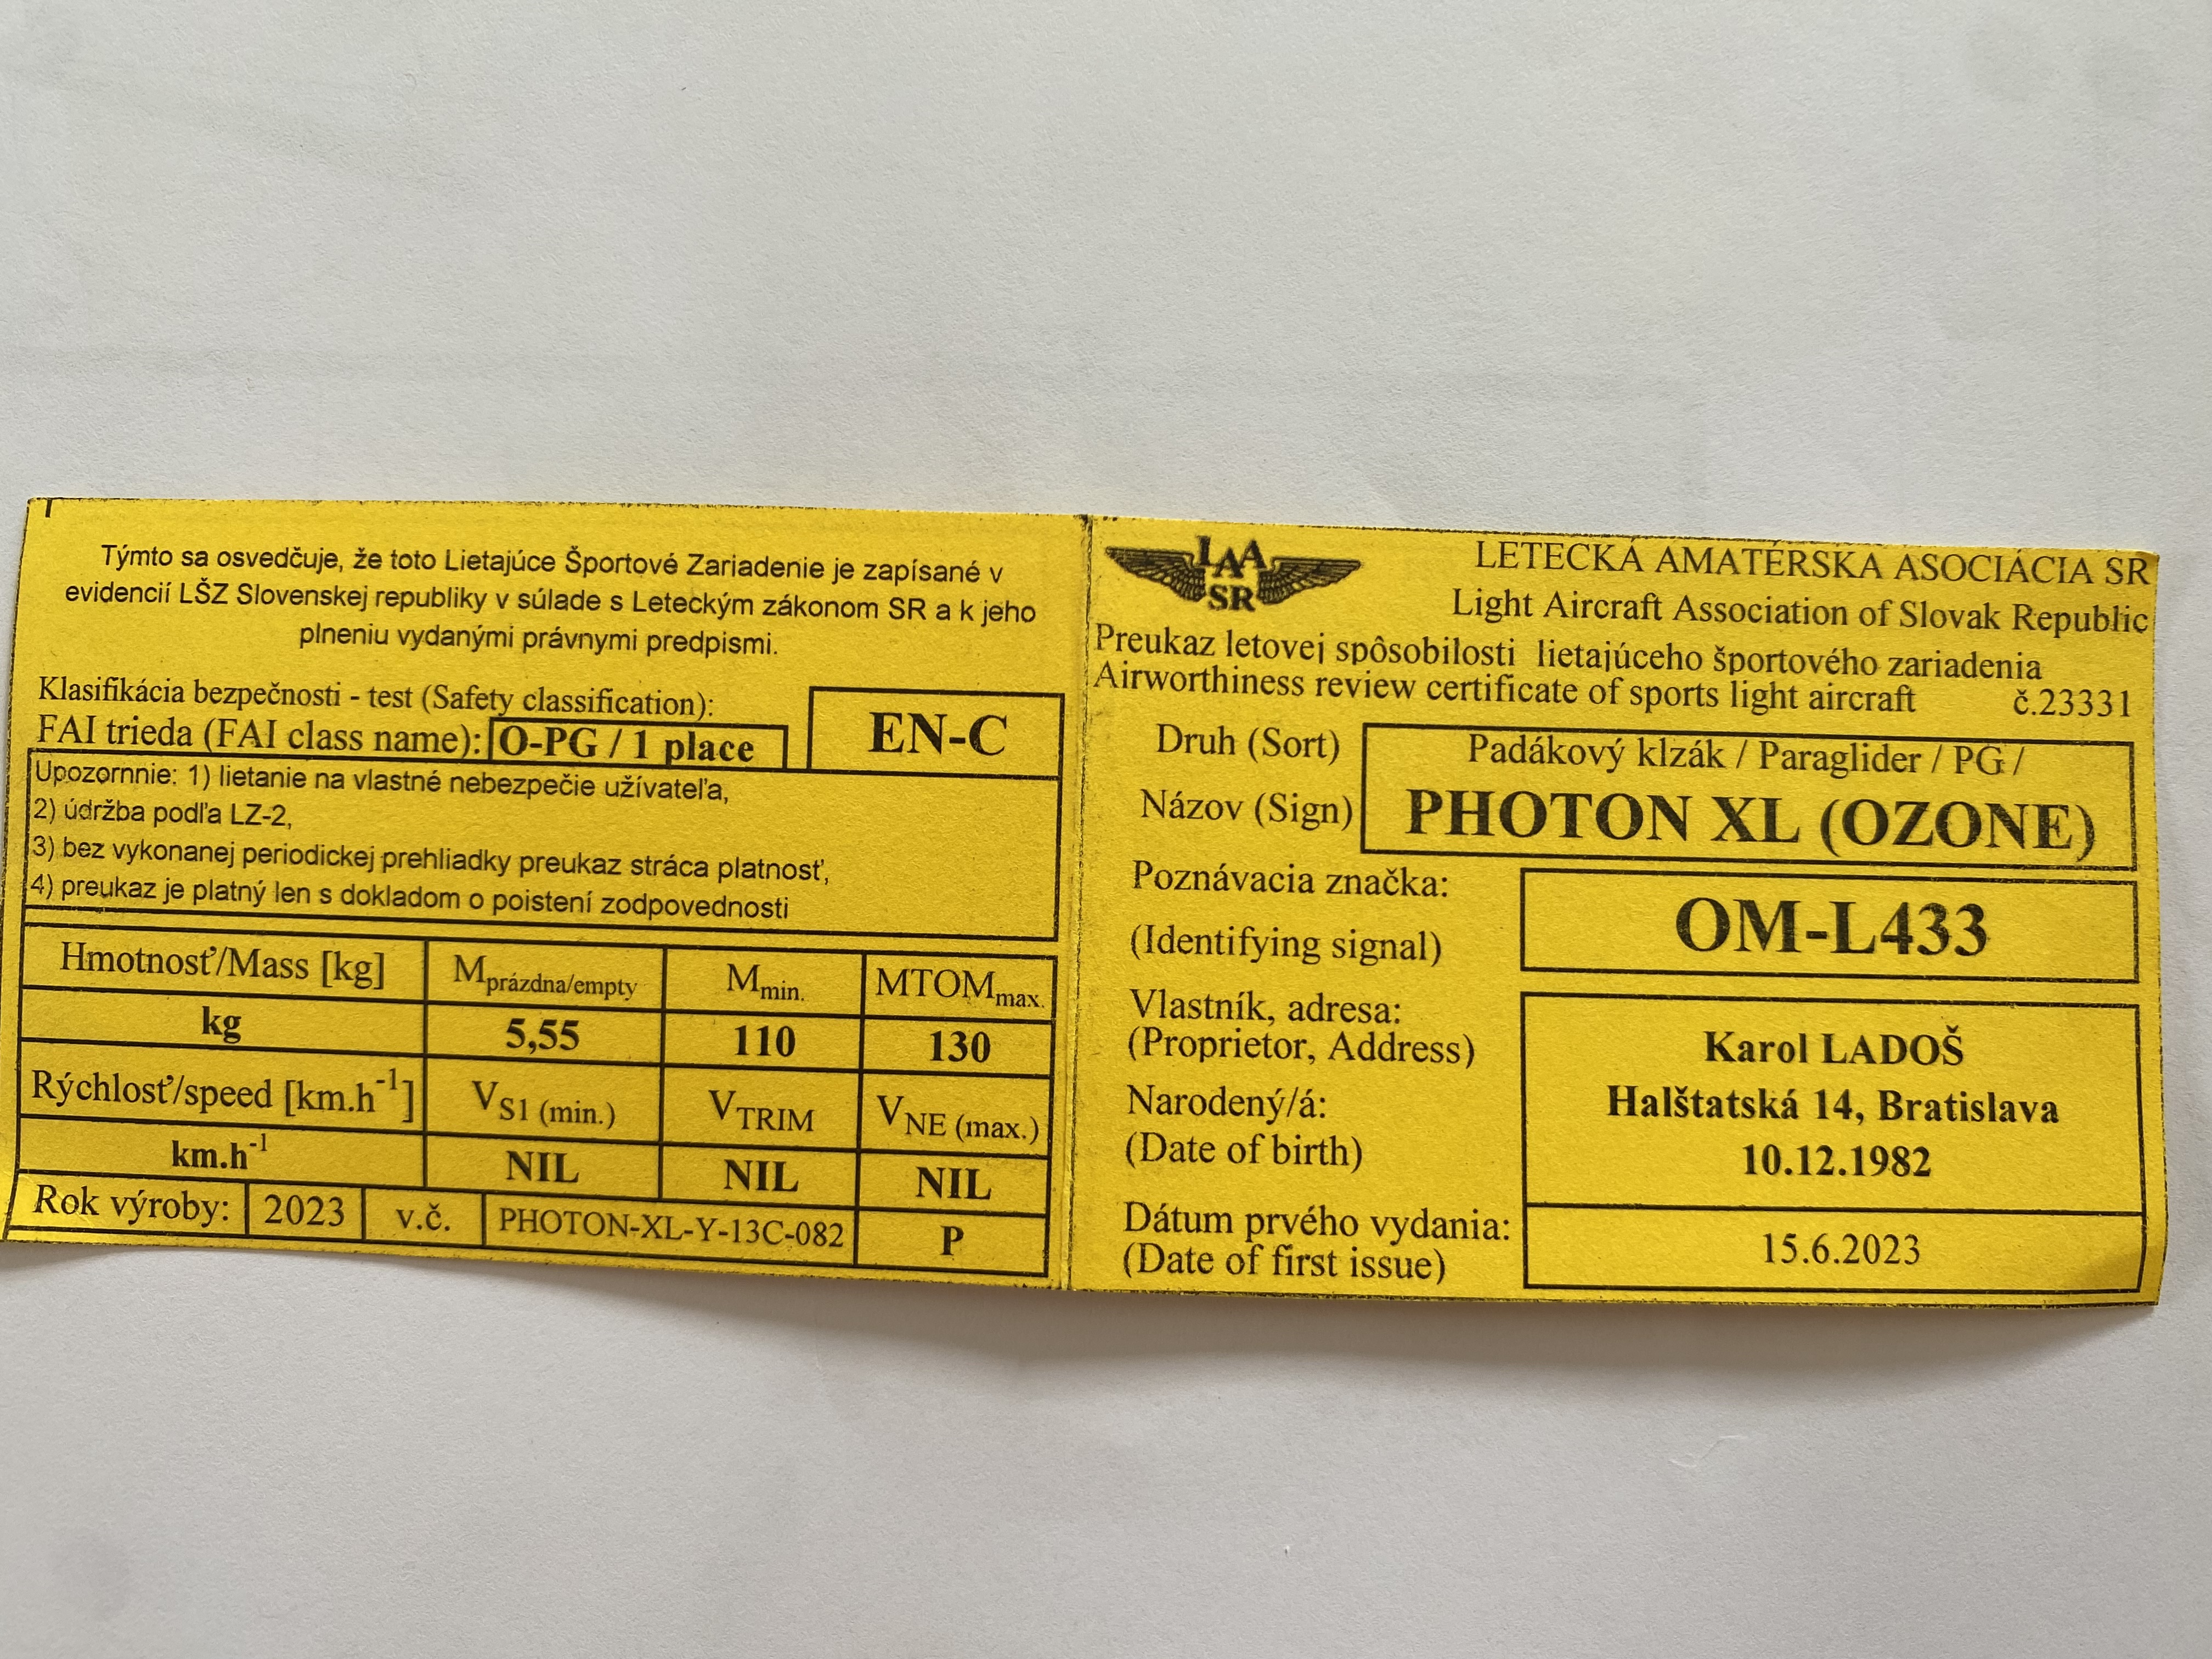 Týmto sa osvedčuje, že toto Lietajúce Športové Zariadenie je zapísané v
evidencií LŠZ Slovenskej republiky v súlade s Leteckým zákonom SR a k jeho
plneniu vydanými právnymi predpismi.
Klasifikácia bezpečnosti - test (Safety classification):
EN-C
FAI trieda (FAI class name): O-PG / 1 place
Upozornnie: 1) lietanie na vlastné nebezpečie užívateľa,
2) údržba podľa LZ-2,
3) bez vykonanej periodickej prehliadky preukaz stráca platnosť,
4) preukaz je platný len s dokladom o poistení zodpovednosti
Hmotnosť/Mass [kg] Mprázdna/empty Mmin. MTOMmax.
kg 5,55 110 130
Rýchlosť/speed [km.h-1] VS1 (min.) VTRIM VNE (max.)
km.h-1 NIL NIL NIL
Rok výroby: 2023 v.č. PHOTON-XL-Y-13C-082 P
LAA
SR
LETECKÁ AMATÉRSKA ASOCIÁCIA SR
Light Aircraft Association of Slovak Republic
Preukaz letovej spôsobilosti lietajúceho športového zariadenia
Airworthiness review certificate of sports light aircraft č.23331
Druh (Sort) Padákový klzák / Paraglider / PG /
Názov (Sign) PHOTON XL (OZONE)
Poznávacia značka:
(Identifying signal)
OM-L433
Vlastník, adresa:
(Proprietor, Address)
Karol LADOŠ
Halštatská 14, Bratislava
Narodený/á:
(Date of birth)
10.12.1982
Dátum prvého vydania:
(Date of first issue)
15.6.2023